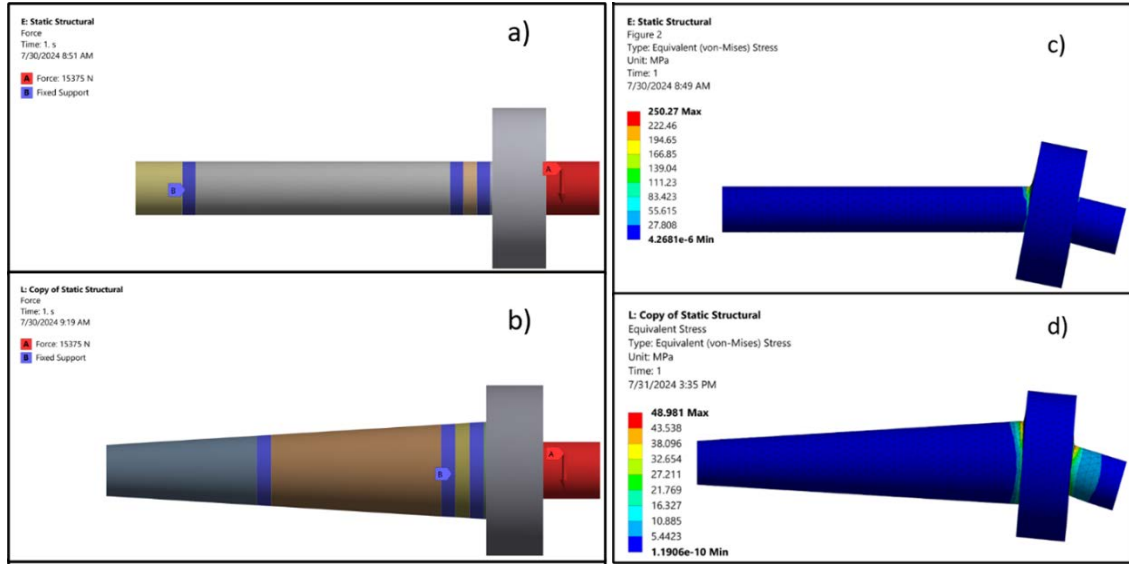 E: Static Structural
Force
Time: 1. s
7/30/2024 8:51 AM
A Force: 15375 N
B Fixed Support
a)
A
B
L: Copy of Static Structural
Force
Time: 1. s
7/30/2024 9:19 AM
A Force: 15375 N
B Fixed Support
b)
A
B
E: Static Structural
Figure 2
Type: Equivalent (von-Mises) Stress
Unit: MPa
Time: 1
7/30/2024 8:49 AM
c)
250.27 Max
222.46
194.65
166.85
139.04
111.23
83.423
55.615
27.808
4.2681e-6 Min
L: Copy of Static Structural
Equivalent Stress
Type: Equivalent (von-Mises) Stress
Unit: MPa
Time: 1
7/31/2024 3:35 PM
d)
48.981 Max
43.538
38.096
32.654
27.211
21.769
16.327
10.885
5.4423
1.1906e-10 Min